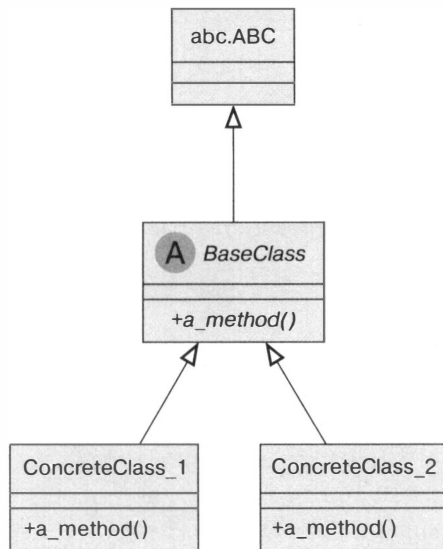 abc.ABC
A BaseClass
+a_method()
ConcreteClass_1
+a_method()
ConcreteClass_2
+a_method()